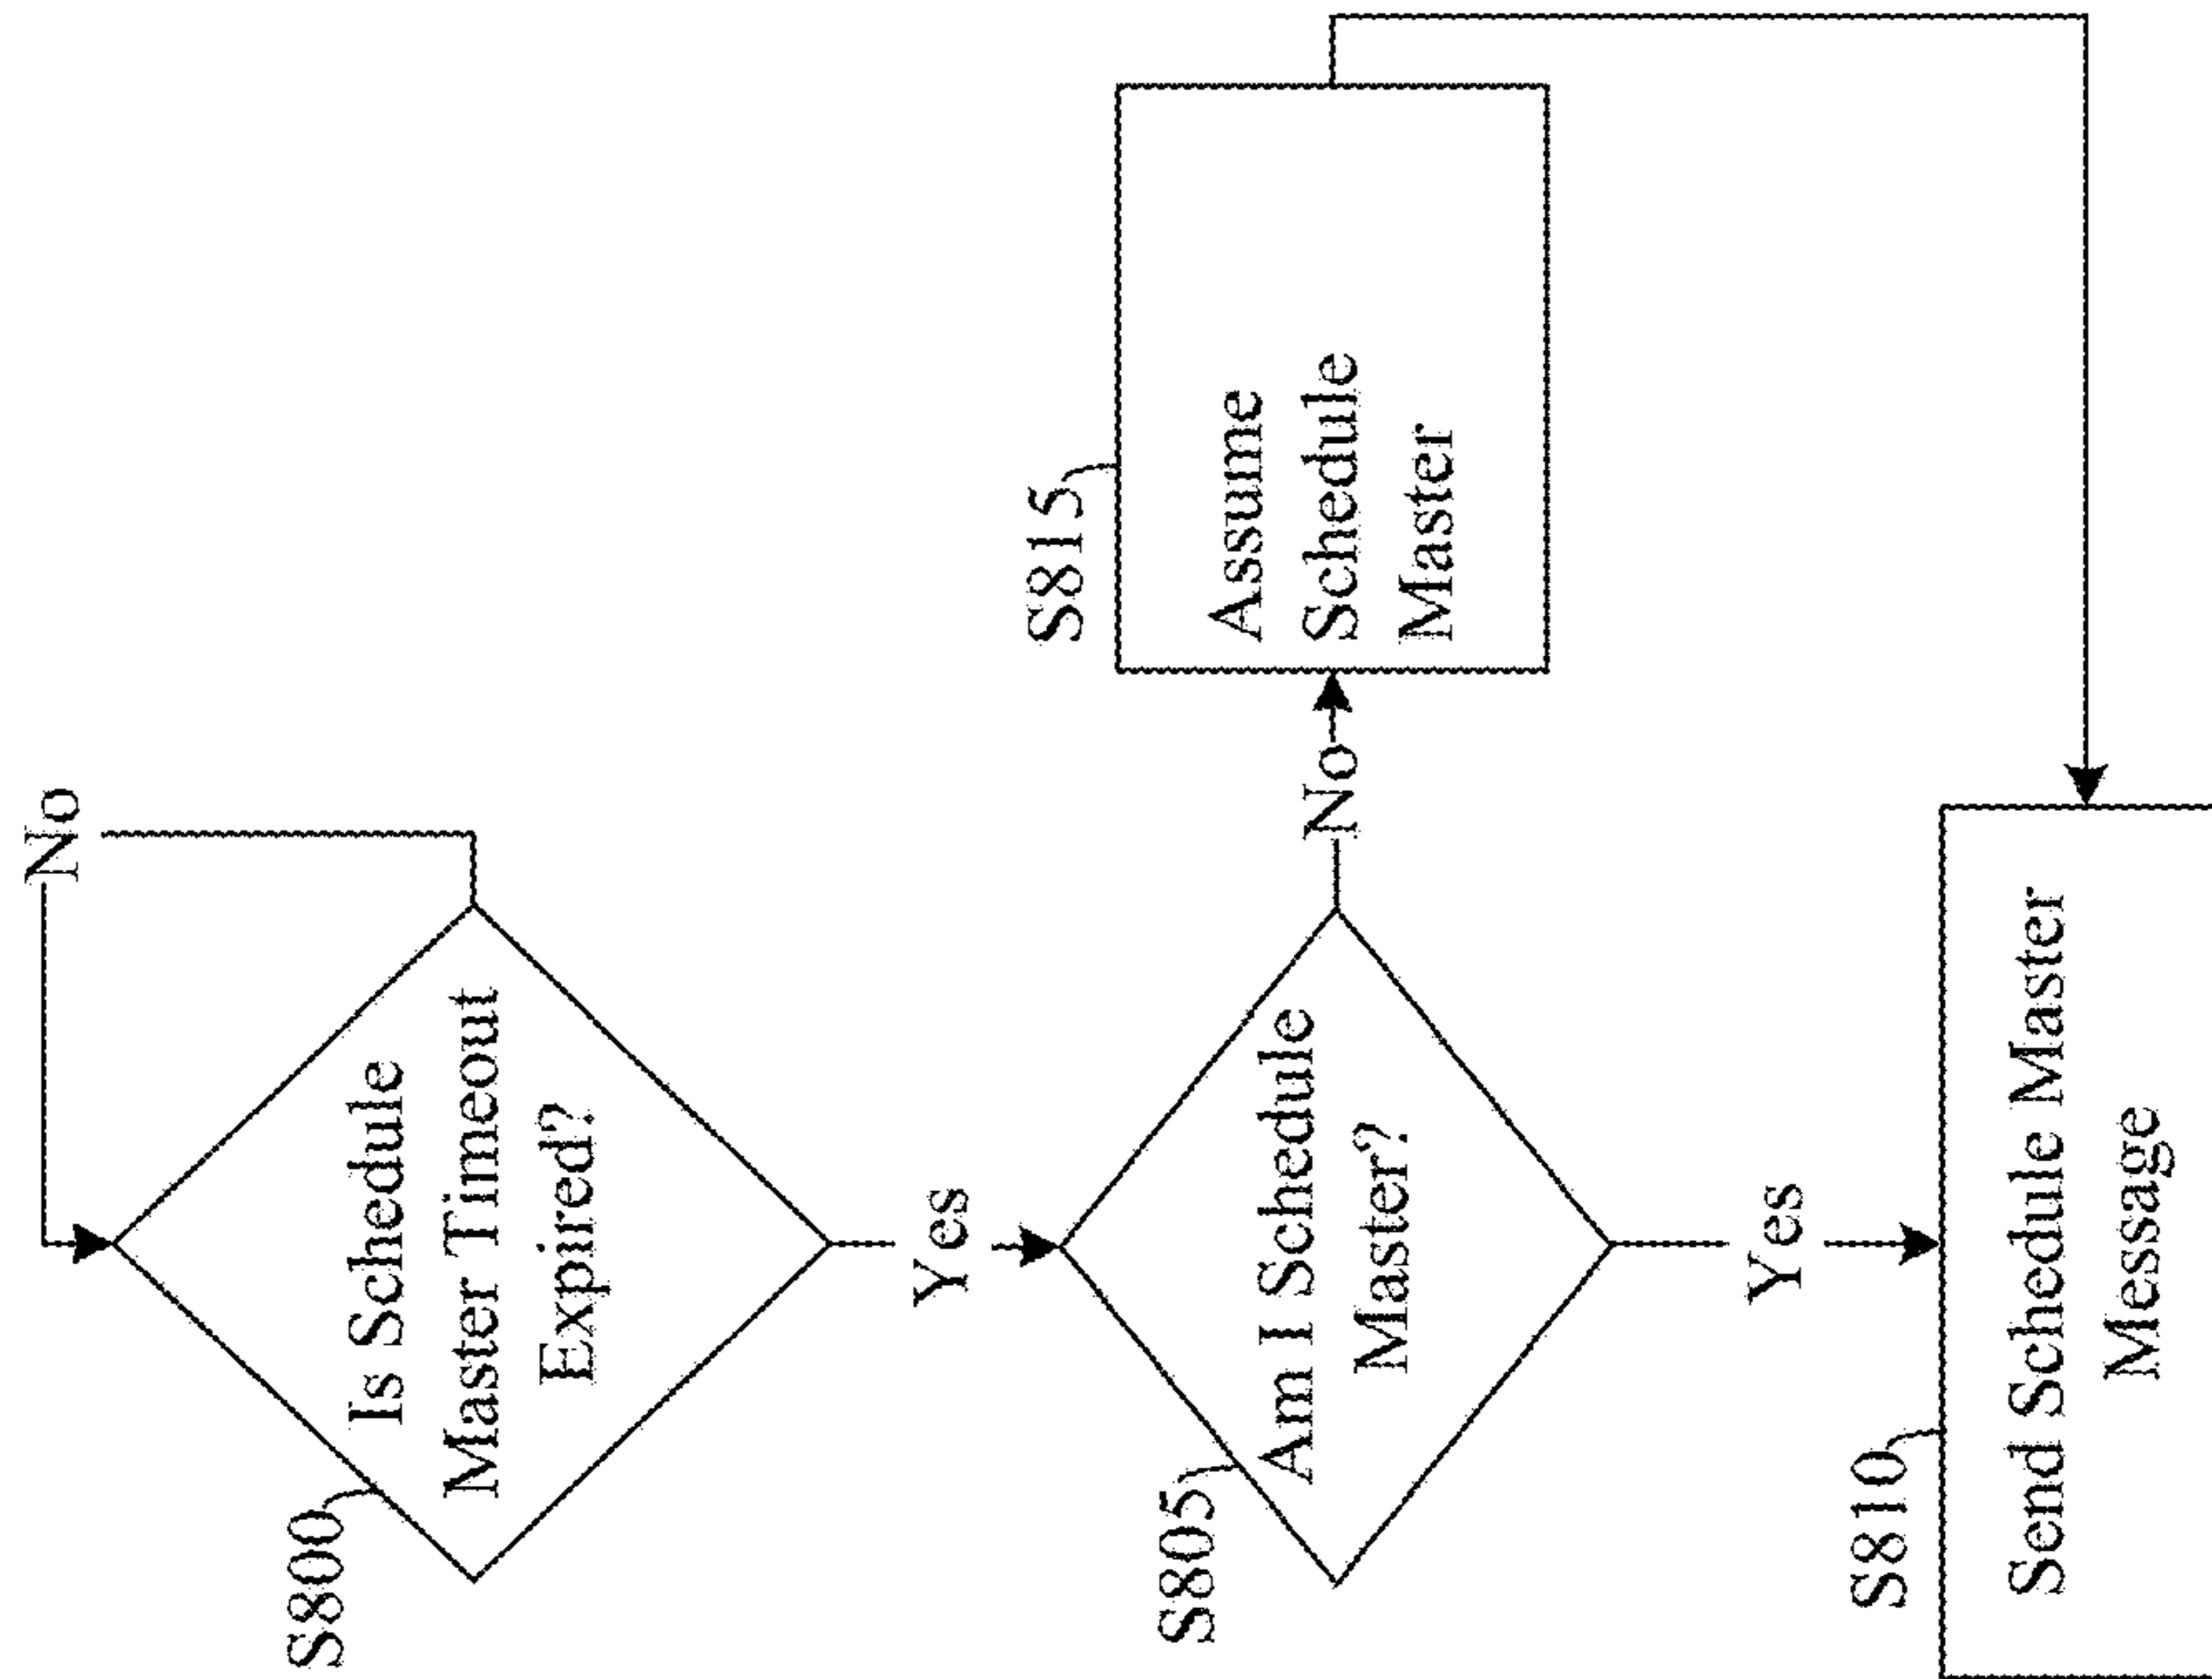 No
S800
Is Schedule
Master Timeout
Expired?
Yes
S805
Am I Schedule
Master?
No
S815
Assume
Schedule
Master
Yes
S810
Send Schedule Master
Message